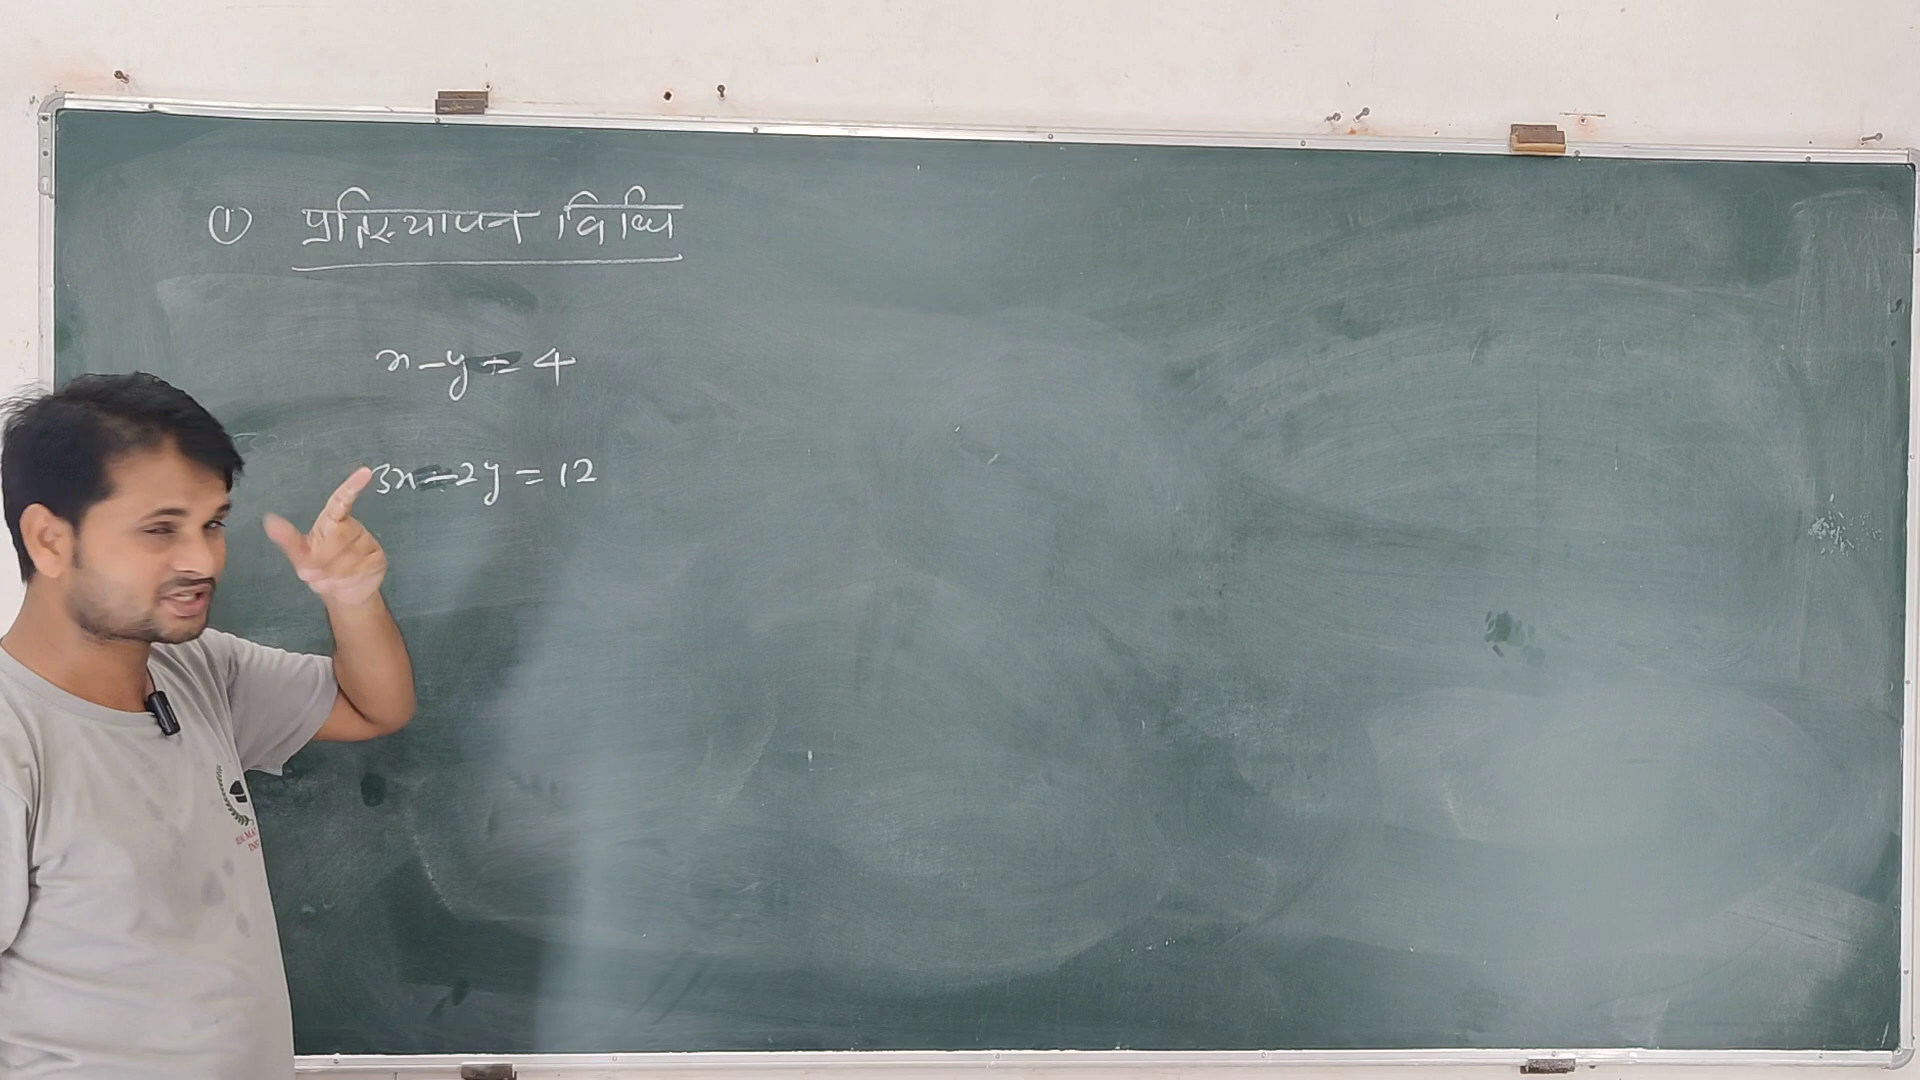 ① प्रतिस्थापन विधि
x-y = 4
3x-2y = 12